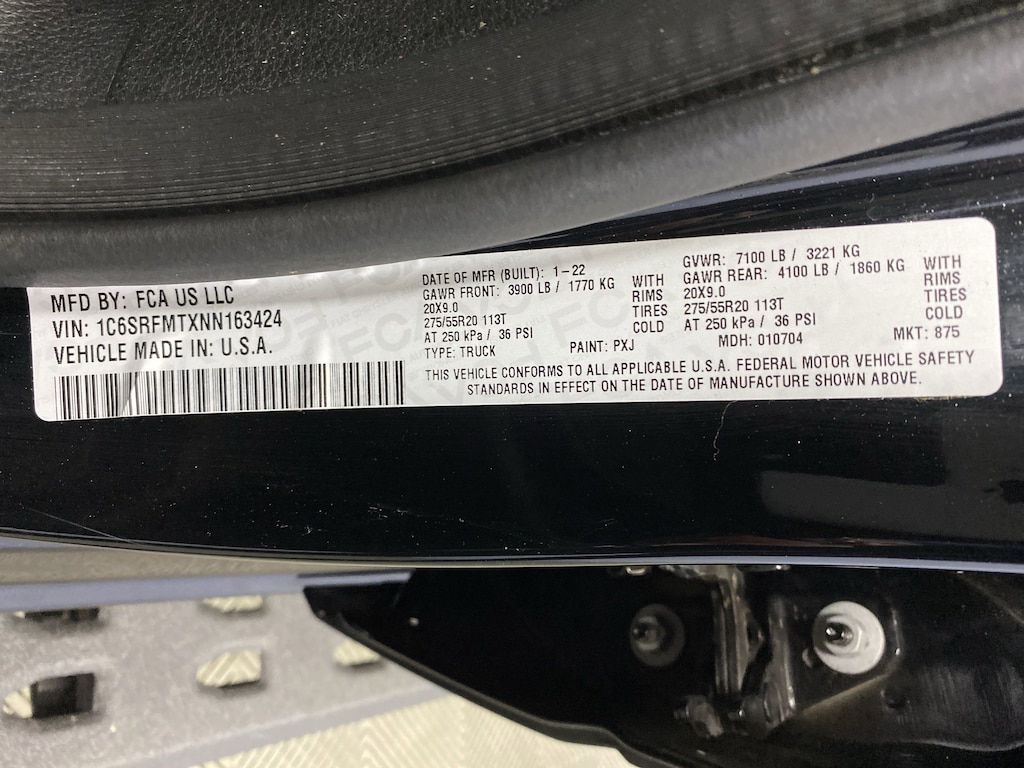 MFD BY: FCA US LLC
VIN: 1C6SRFMTXNN163424
VEHICLE MADE IN: U.S.A.
DATE OF MFR (BUILT): 1-22
GAWR FRONT: 3900 LB / 1770 KG WITH
20X9.0 RIMS
275/55R20 113T TIRES
AT 250 kPa / 36 PSI COLD
TYPE: TRUCK PAINT: PXJ
GVWR: 7100 LB / 3221 KG
GAWR REAR: 4100 LB / 1860 KG WITH
20X9.0 RIMS
275/55R20 113T TIRES
AT 250 kPa / 36 PSI COLD
MDH: 010704 MKT: 875
THIS VEHICLE CONFORMS TO ALL APPLICABLE U.S.A. FEDERAL MOTOR VEHICLE SAFETY
STANDARDS IN EFFECT ON THE DATE OF MANUFACTURE SHOWN ABOVE.